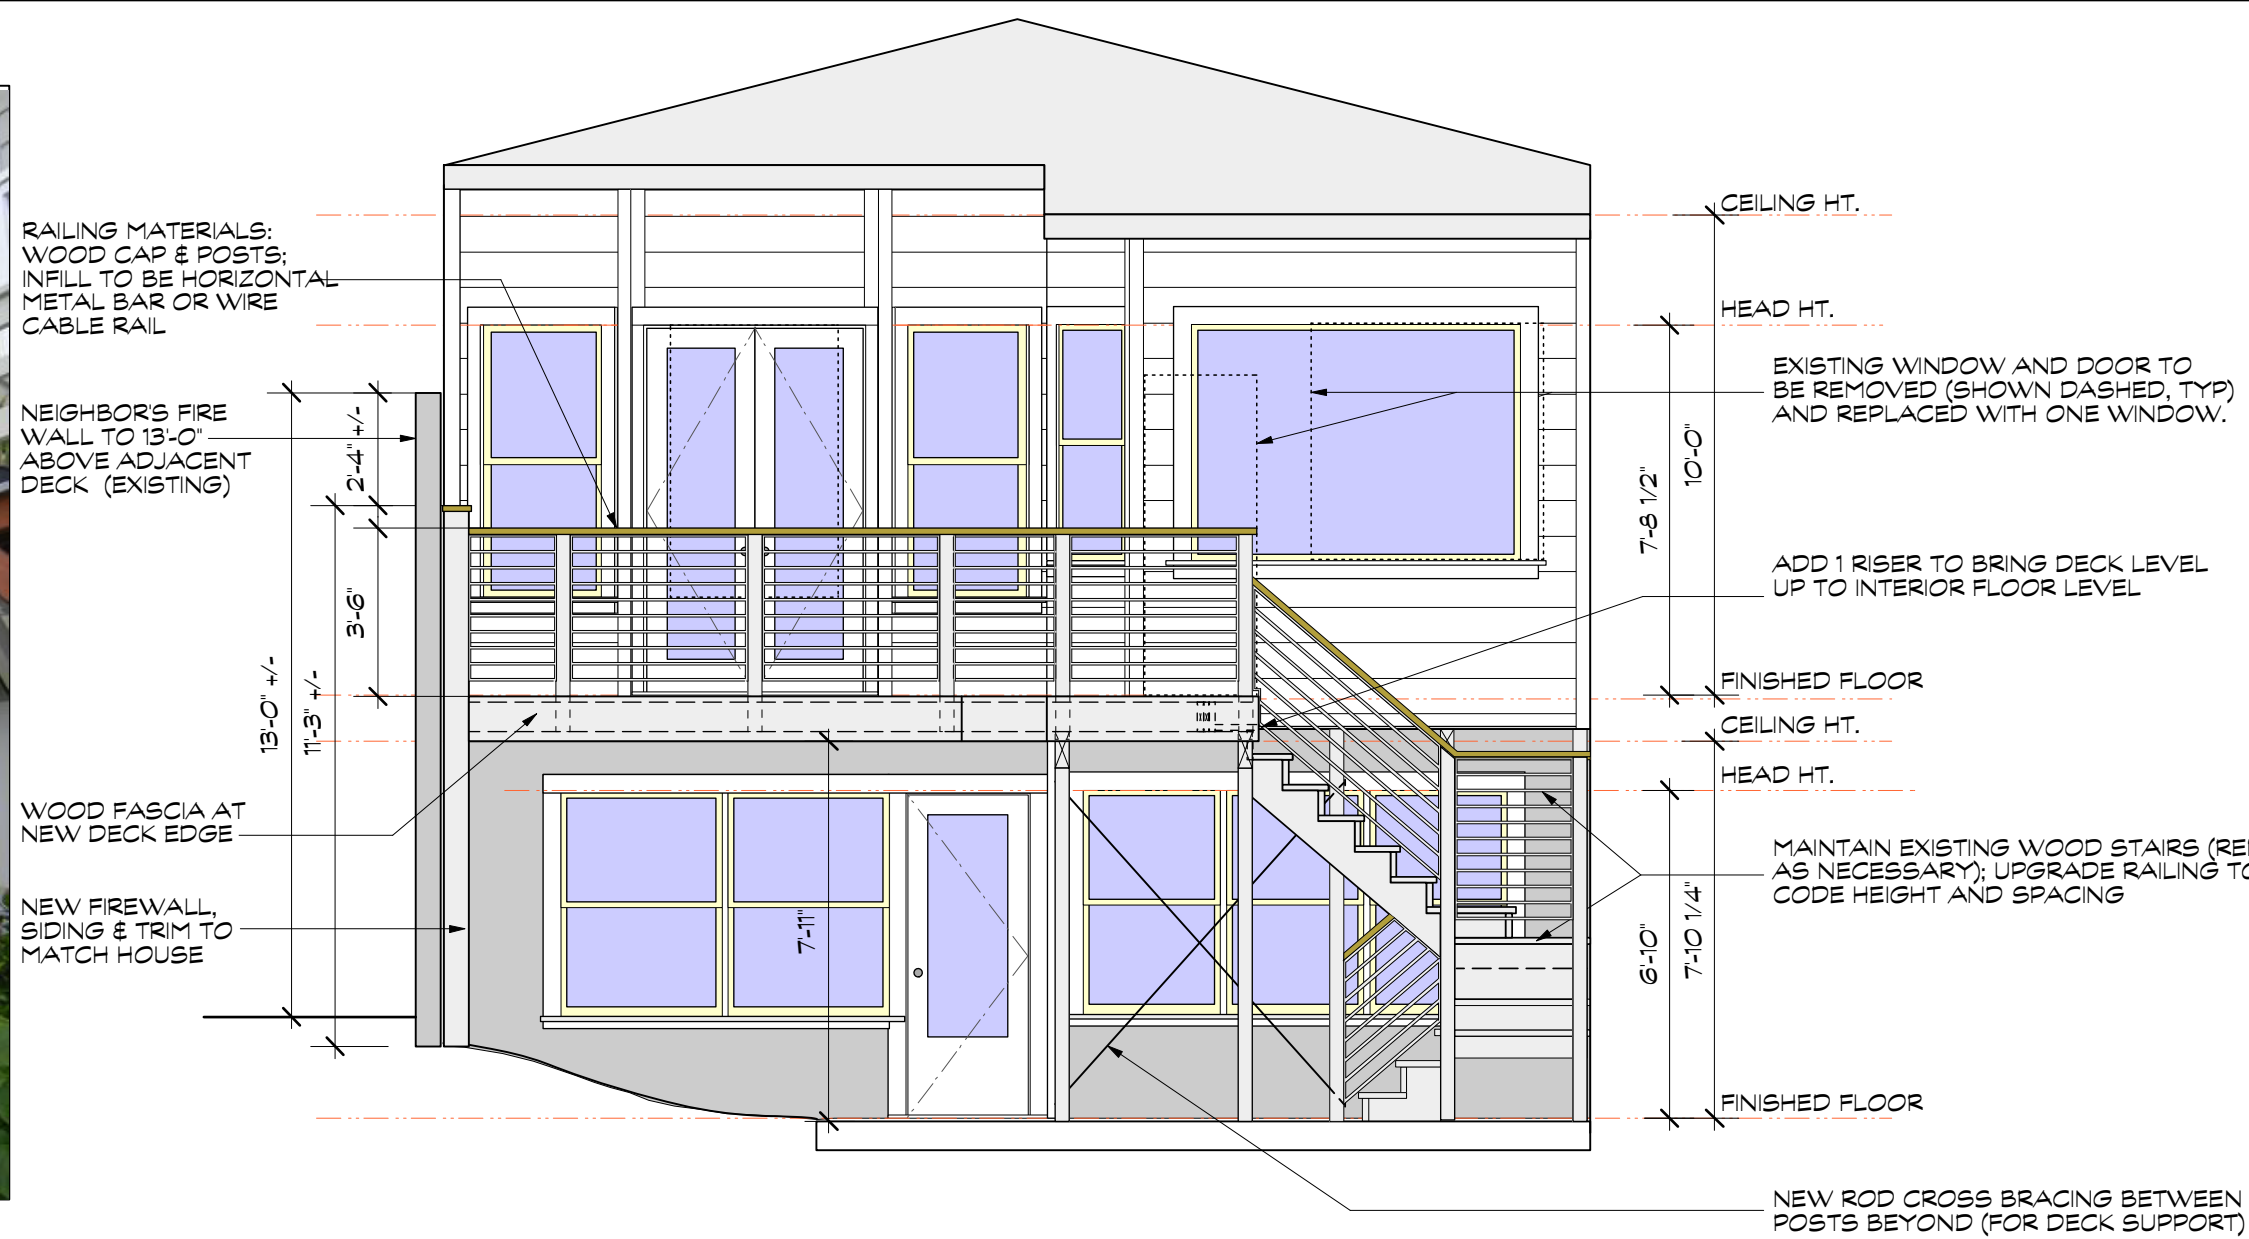 RAILING MATERIALS:
WOOD CAP & POSTS;
INFILL TO BE HORIZONTAL
METAL BAR OR WIRE
CABLE RAIL
NEIGHBOR'S FIRE
WALL TO 13'-0"
ABOVE ADJACENT
DECK (EXISTING)
WOOD FASCIA AT
NEW DECK EDGE
NEW FIREWALL,
SIDING & TRIM TO
MATCH HOUSE
13'-0" +/-
11'-3" +/-
2'-4" +/-
3'-6"
7'-11"
CEILING HT.
HEAD HT.
EXISTING WINDOW AND DOOR TO
BE REMOVED (SHOWN DASHED, TYP)
AND REPLACED WITH ONE WINDOW.
7'-8 1/2"
10'-0"
ADD 1 RISER TO BRING DECK LEVEL
UP TO INTERIOR FLOOR LEVEL
FINISHED FLOOR
CEILING HT.
HEAD HT.
MAINTAIN EXISTING WOOD STAIRS
AS NECESSARY); UPGRADE RAILING TO
CODE HEIGHT AND SPACING
6'-10"
7'-10 1/4"
FINISHED FLOOR
NEW ROD CROSS BRACING BETWEEN
POSTS BEYOND (FOR DECK SUPPORT)